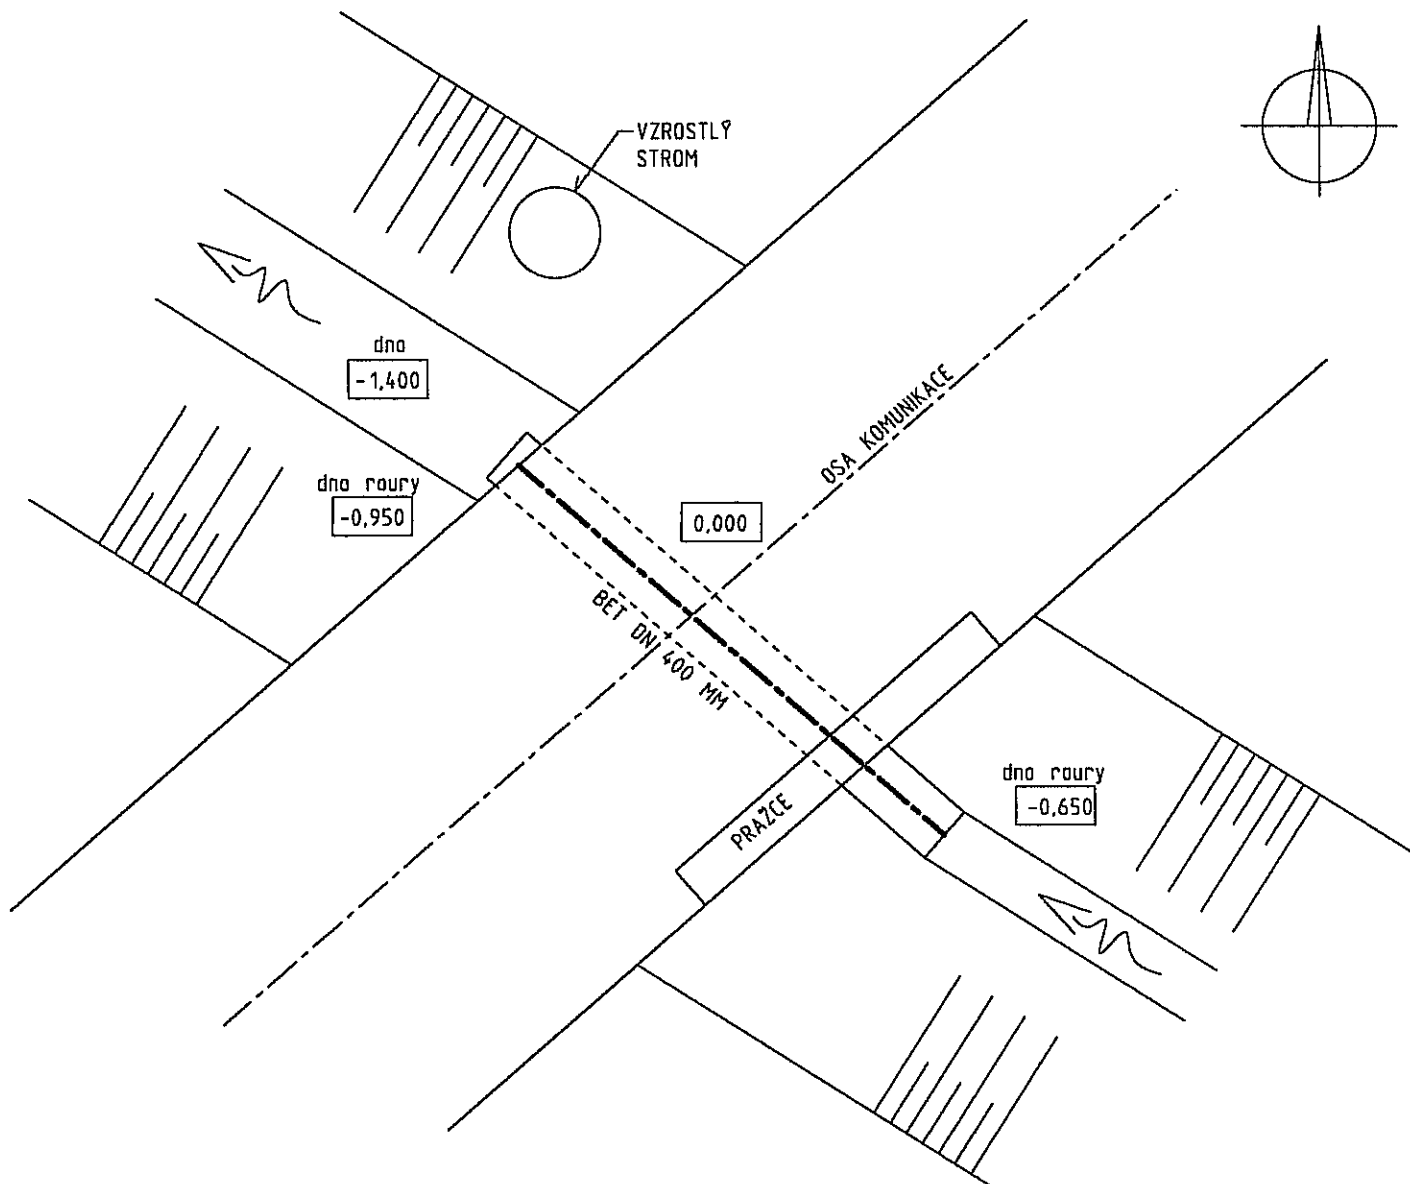 VZROSTLÝ
STROM
dno
-1,400
OSA KOMUNIKACE
dno roury
-0,950
0,000
BET DN 400 MM
dno roury
-0,650
PRAŽCE